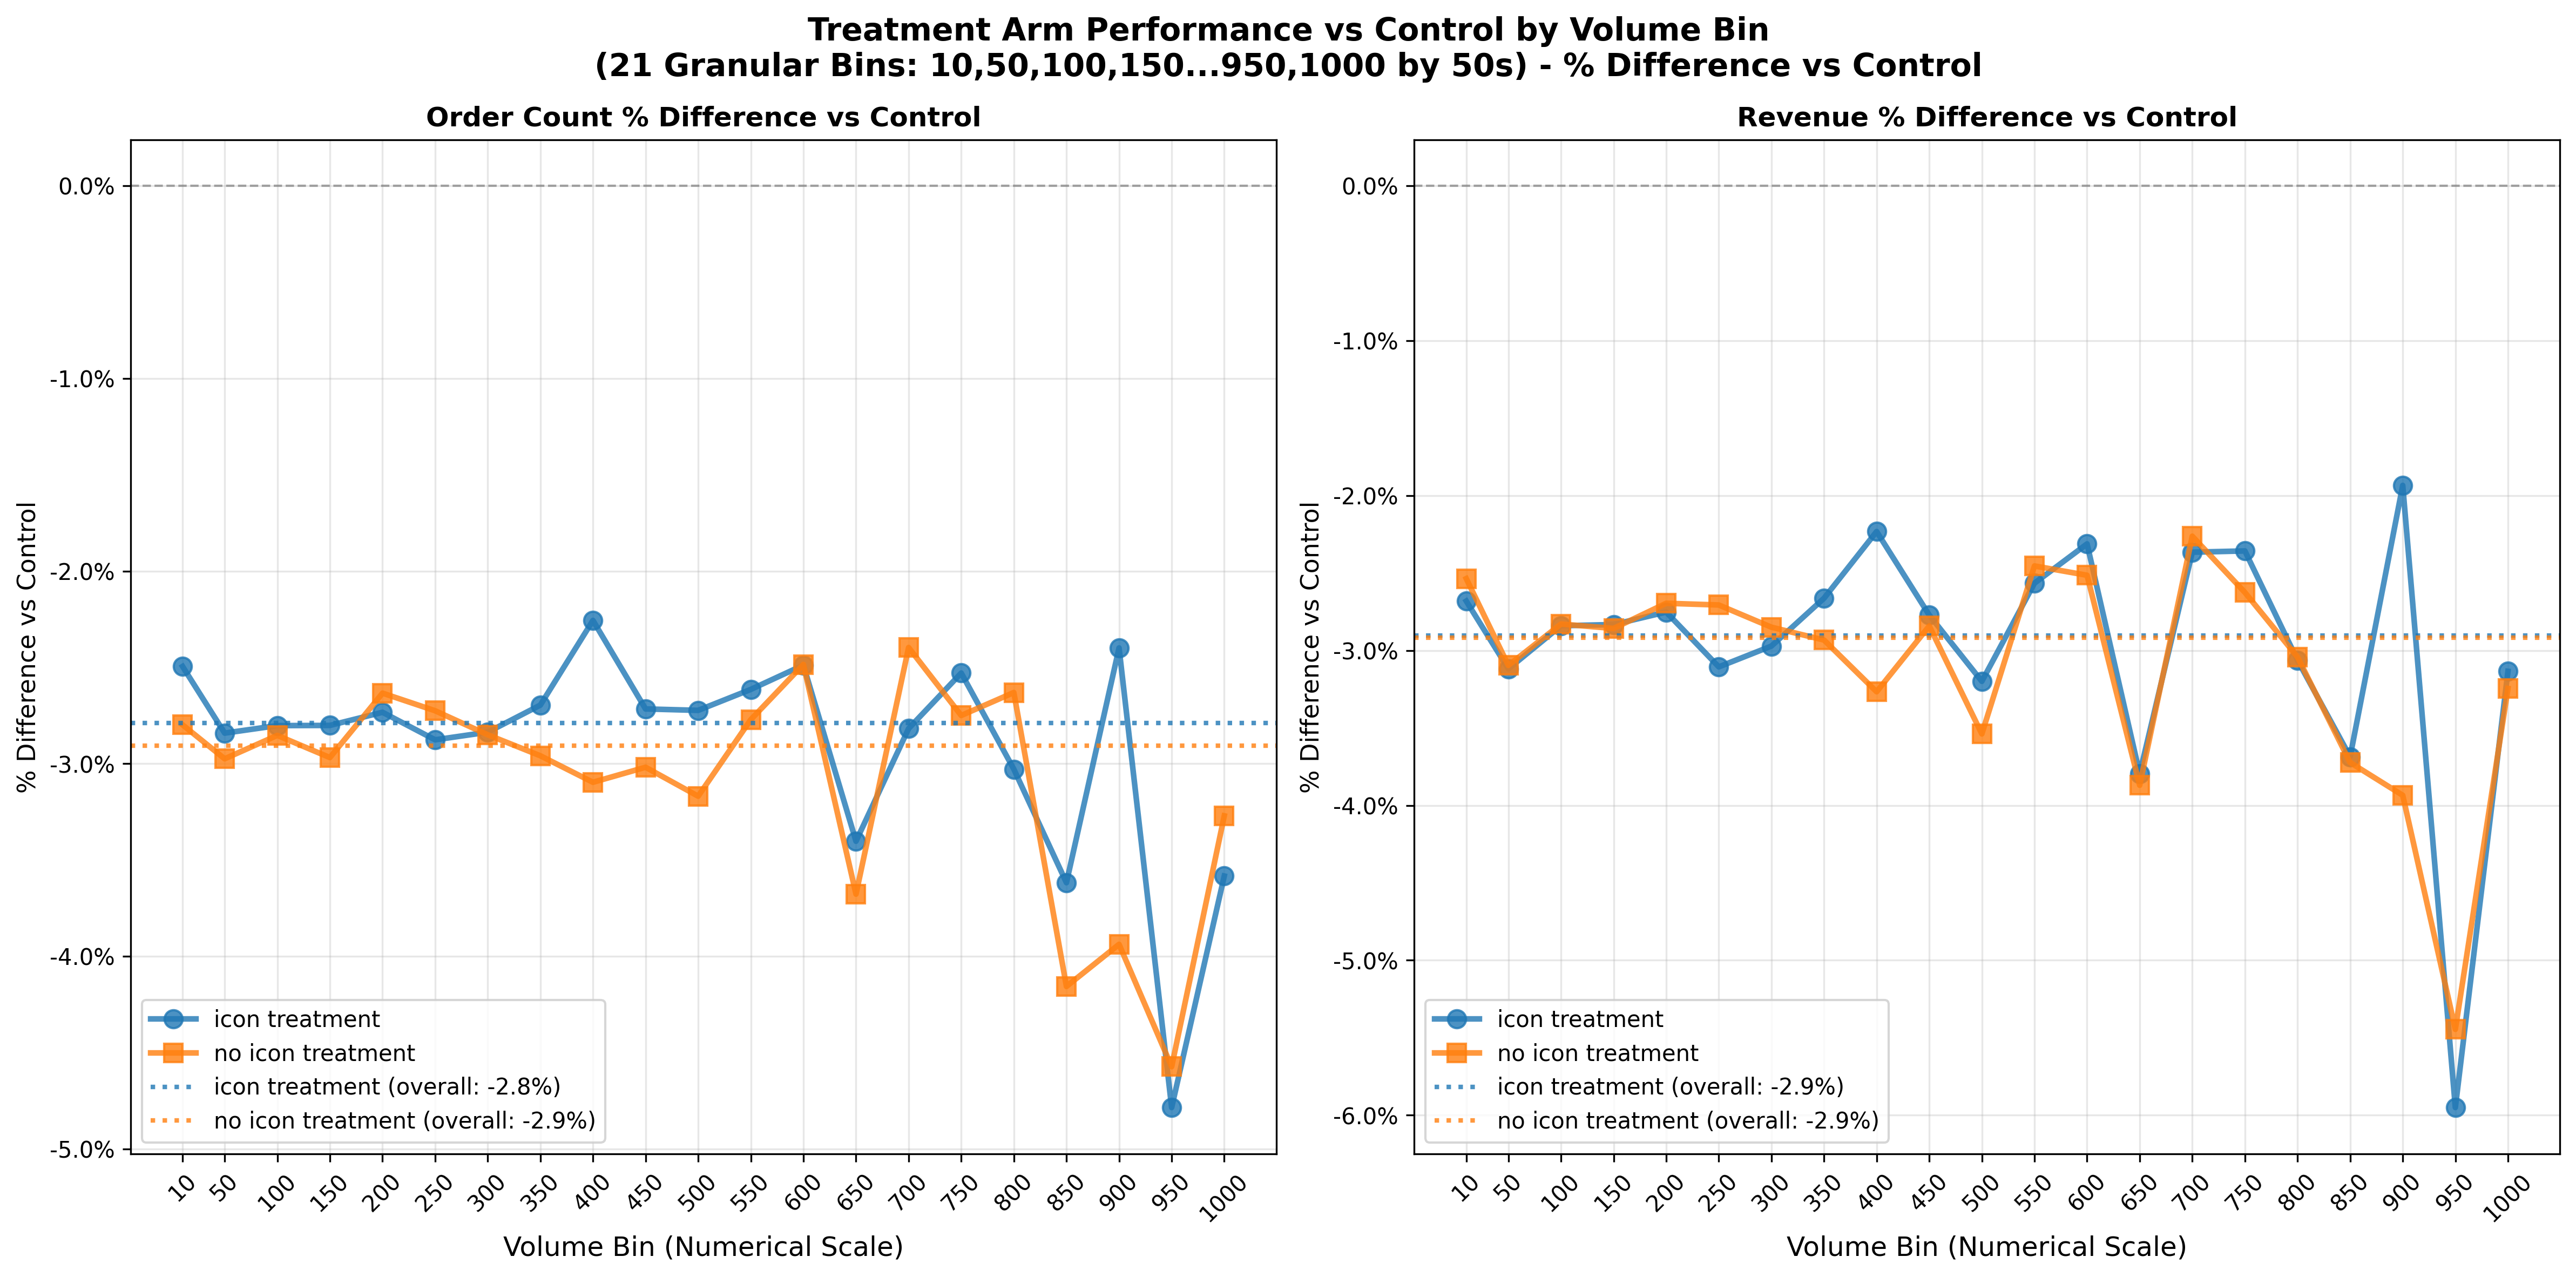 Treatment Arm Performance vs Control by Volume Bin
(21 Granular Bins: 10,50,100,150...950,1000 by 50s) - % Difference vs Control
Order Count % Difference vs Control
% Difference vs Control
0.0%
-1.0%
-2.0%
-3.0%
-4.0%
-5.0%
icon treatment
no icon treatment
icon treatment (overall: -2.8%)
no icon treatment (overall: -2.9%)
10 50 100 150 200 250 300 350 400 450 500 550 600 650 700 750 800 850 900 950 1000
Volume Bin (Numerical Scale)
Revenue % Difference vs Control
% Difference vs Control
0.0%
-1.0%
-2.0%
-3.0%
-4.0%
-5.0%
-6.0%
icon treatment
no icon treatment
icon treatment (overall: -2.9%)
no icon treatment (overall: -2.9%)
10 50 100 150 200 250 300 350 400 450 500 550 600 650 700 750 800 850 900 950 1000
Volume Bin (Numerical Scale)